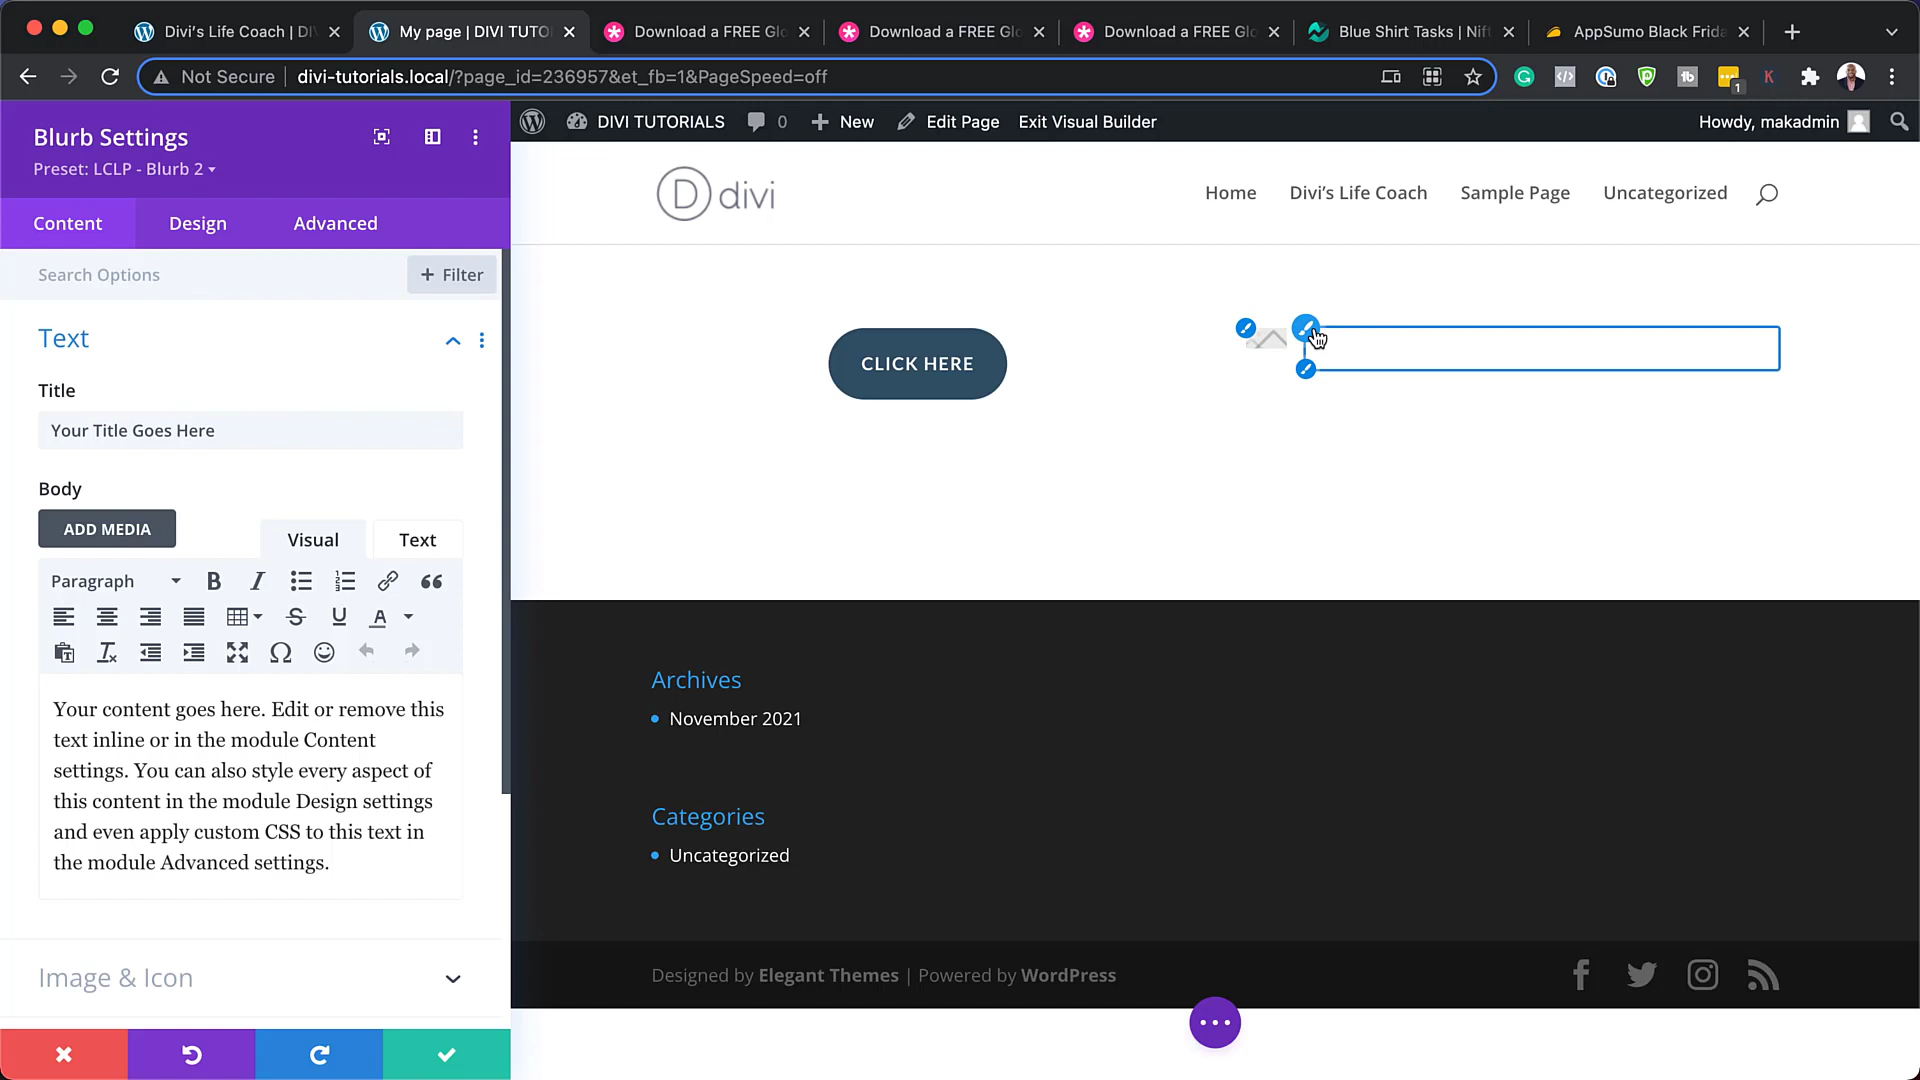 Divi's Life Coach | DI
My page | DIVI TUTO
Download a FREE Glo
Download a FREE Glo
Download a FREE Glo
Blue Shirt Tasks | Nift
AppSumo Black Frida
Not Secure
divi-tutorials.local/?page_id=236957&et_fb=1&PageSpeed=off
1
Blurb Settings
Preset: LCLP - Blurb 2
DIVI TUTORIALS
0
New
Edit Page
Exit Visual Builder
Howdy, makadmin
Content
Design
Advanced
D divi
Home
Divi's Life Coach
Sample Page
Uncategorized
Search Options
+ Filter
Text
Title
Your Title Goes Here
CLICK HERE
Body
ADD MEDIA
Visual
Text
Paragraph
Your content goes here. Edit or remove this
text inline or in the module Content
settings. You can also style every aspect of
this content in the module Design settings
and even apply custom CSS to this text in
the module Advanced settings.
Image & Icon
Archives
November 2021
Categories
Uncategorized
Designed by Elegant Themes | Powered by WordPress